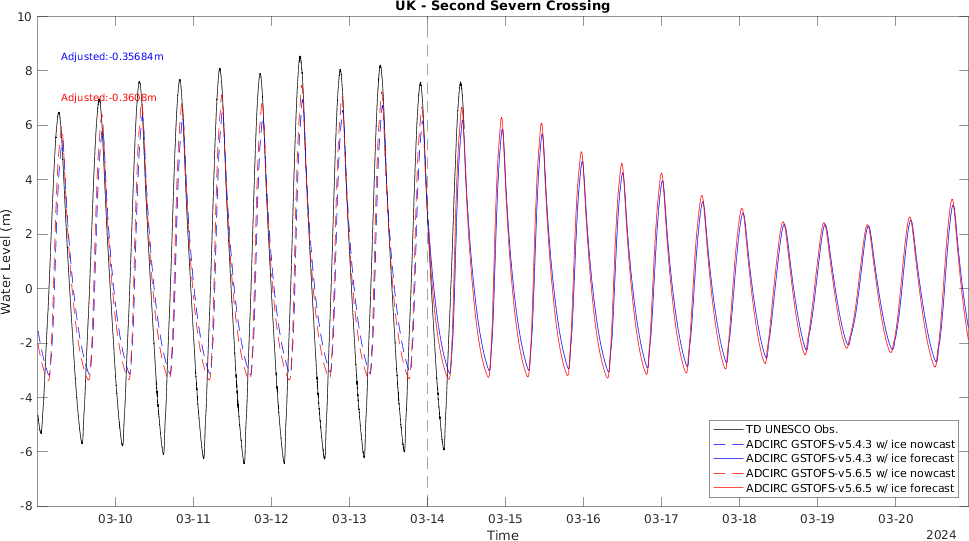 UK - Second Severn Crossing
10
8
6
4
2
0
-2
-4
-6
-8
Water Level (m)
Adjusted:-0.35684m
Adjusted:-0.3608m
TD UNESCO Obs.
ADCIRC GSTOFS-v5.4.3 w/ ice nowcast
ADCIRC GSTOFS-v5.4.3 w/ ice forecast
ADCIRC GSTOFS-v5.6.5 w/ ice nowcast
ADCIRC GSTOFS-v5.6.5 w/ ice forecast
03-10 03-11 03-12 03-13 03-14 03-15 03-16 03-17 03-18 03-19 03-20
Time
2024